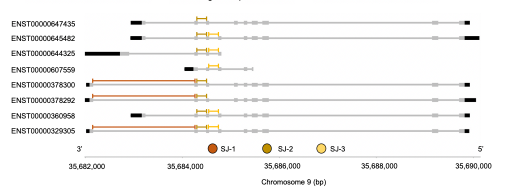 ENST00000647435
ENST00000645482
ENST00000644325
ENST00000607559
ENST00000378300
ENST00000378292
ENST00000360958
ENST00000329305
3' 5'
SJ-1 SJ-2 SJ-3
35,682,000 35,684,000 35,686,000 35,688,000 35,690,000
Chromosome 9 (bp)